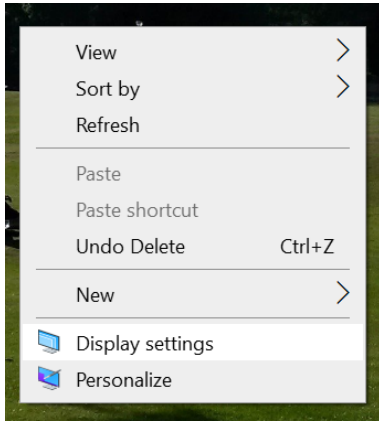 View
Sort by
Refresh
Paste
Paste shortcut
Undo Delete Ctrl+Z
New
Display settings
Personalize